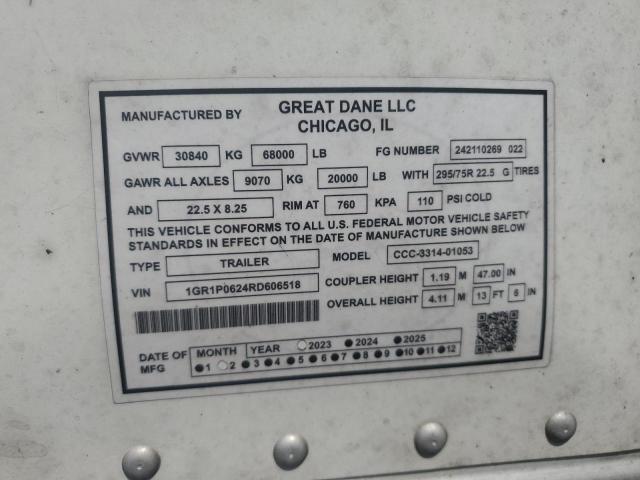 MANUFACTURED BY GREAT DANE LLC
CHICAGO, IL
GVWR 30840 KG 68000 LB FG NUMBER 242110269 022
GAWR ALL AXLES 9070 KG 20000 LB WITH 295/75R 22.5 G TIRES
AND 22.5 X 8.25 RIM AT 760 KPA 110 PSI COLD
THIS VEHICLE CONFORMS TO ALL U.S. FEDERAL MOTOR VEHICLE SAFETY
STANDARDS IN EFFECT ON THE DATE OF MANUFACTURE SHOWN BELOW
TYPE TRAILER MODEL CCC-3314-01053
VIN 1GR1P0624RD606518 COUPLER HEIGHT 1.19 M 47.00 IN
OVERALL HEIGHT 4.11 M 13 FT 6 IN
DATE OF MFG MONTH YEAR 2023 2024 2025
1 2 3 4 5 6 7 8 9 10 11 12